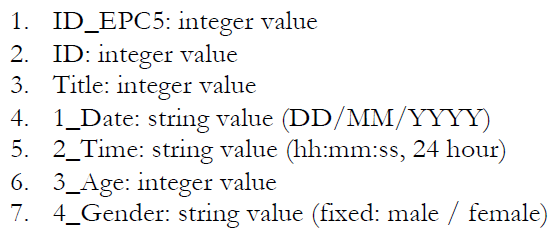 1. ID_EPC5: integer value
2. ID: integer value
3. Title: integer value
4. 1_Date: string value (DD/MM/YYYY)
5. 2_Time: string value (hh:mm:ss, 24 hour)
6. 3_Age: integer value
7. 4_Gender: string value (fixed: male / female)